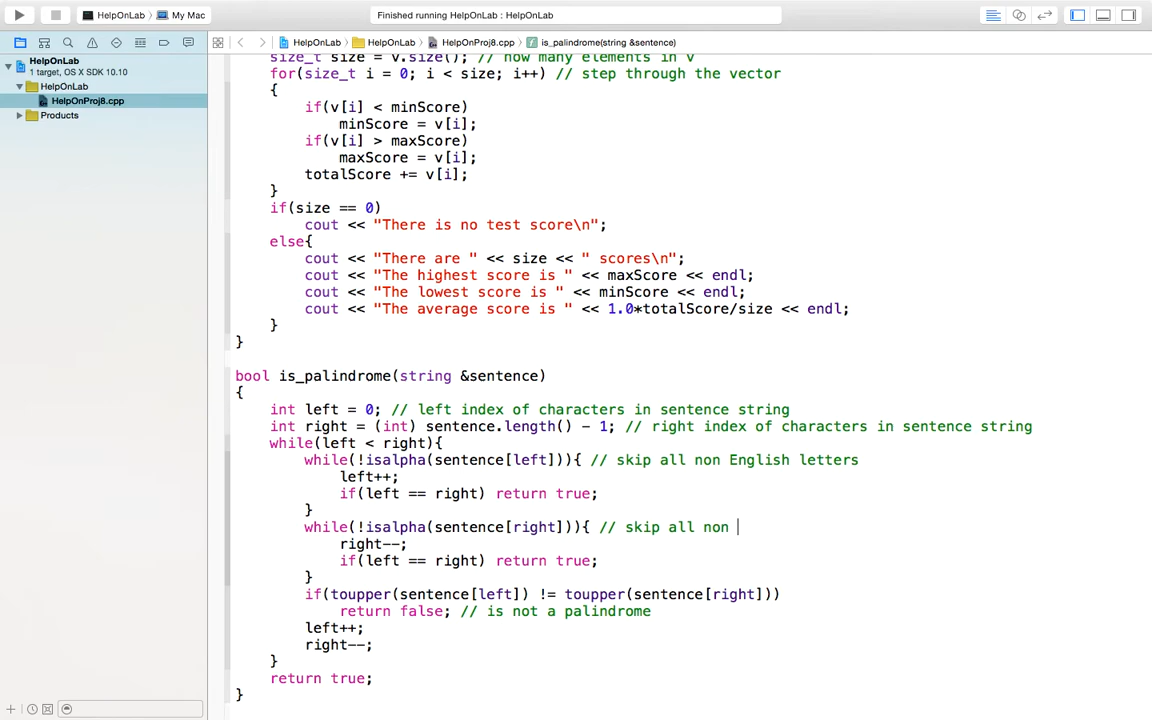 HelpOnLab 〉 My Mac
Finished running HelpOnLab : HelpOnLab
HelpOnLab 〉 HelpOnLab 〉 HelpOnProj8.cpp 〉 is_palindrome(string &sentence)
HelpOnLab
1 target, OS X SDK 10.10
HelpOnLab
HelpOnProj8.cpp
Products
size_t size = v.size(); // how many elements in v
for(size_t i = 0; i < size; i++) // step through the vector
{
if(v[i] < minScore)
minScore = v[i];
if(v[i] > maxScore)
maxScore = v[i];
totalScore += v[i];
}
if(size == 0)
cout << "There is no test score\n";
else{
cout << "There are " << size << " scores\n";
cout << "The highest score is " << maxScore << endl;
cout << "The lowest score is " << minScore << endl;
cout << "The average score is " << 1.0*totalScore/size << endl;
}
}
bool is_palindrome(string &sentence)
{
int left = 0; // left index of characters in sentence string
int right = (int) sentence.length() - 1; // right index of characters in sentence string
while(left < right){
while(!isalpha(sentence[left])){ // skip all non English letters
left++;
if(left == right) return true;
}
while(!isalpha(sentence[right])){ // skip all non
right--;
if(left == right) return true;
}
if(toupper(sentence[left]) != toupper(sentence[right]))
return false; // is not a palindrome
left++;
right--;
}
return true;
}